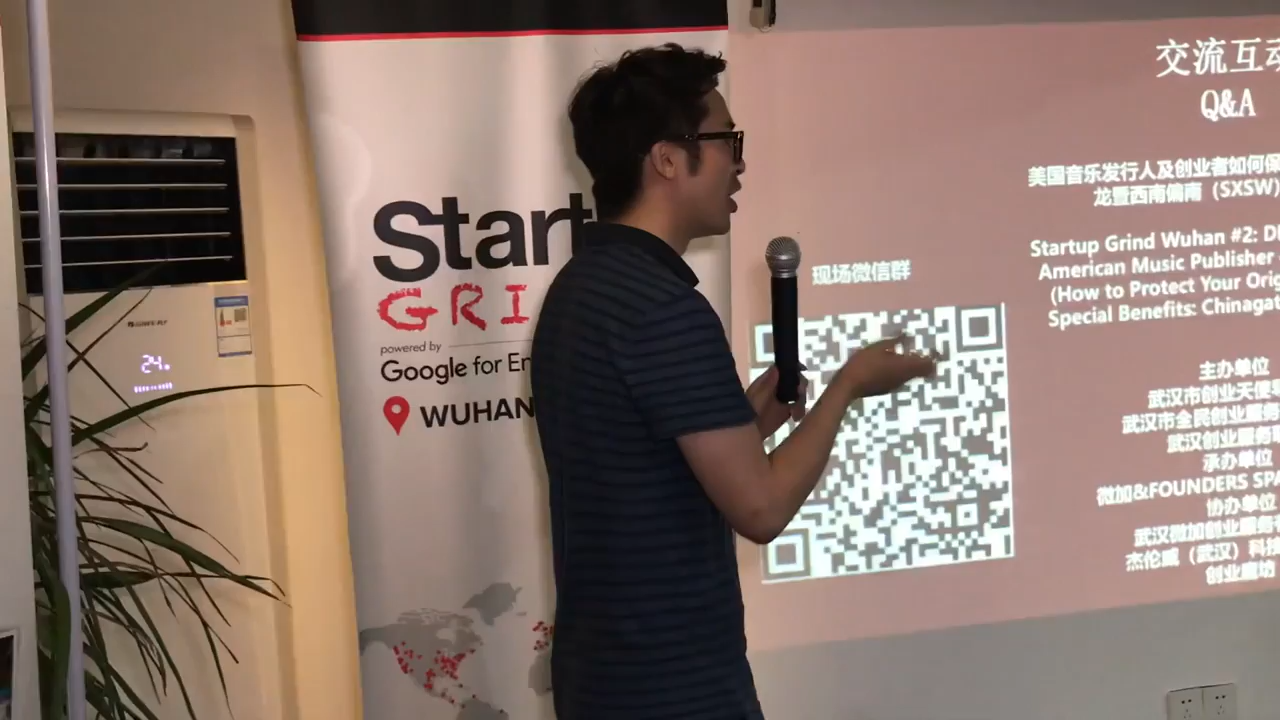 Start
GRI
powered by
Google for En
WUHAN
24
交流互动
Q&A
美国音乐发行人及创业者如何保
龙暨西南偏南（SXSW）
Startup Grind Wuhan #2:
American Music Publisher
(How to Protect Your Orig
Special Benefits: Chinagat
现场微信群
主办单位
武汉市创业天使
武汉市全民创业服务
武汉创业服务
承办单位
微加&FOUNDERS SPA
协办单位
武汉微加创业服务
杰伦威（武汉）科技
创业廊坊